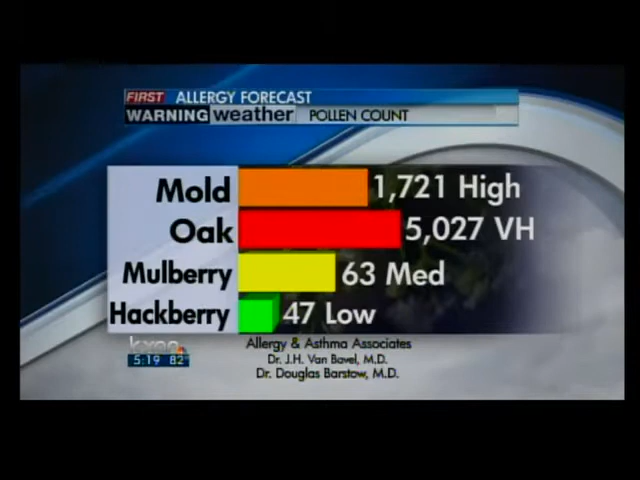 FIRST ALLERGY FORECAST
WARNING weather POLLEN COUNT
Mold 1,721 High
Oak 5,027 VH
Mulberry 63 Med
Hackberry 47 Low
Allergy & Asthma Associates
kxan
5:19 82°
Dr. J.H. Van Bavel, M.D.
Dr. Douglas Barstow, M.D.